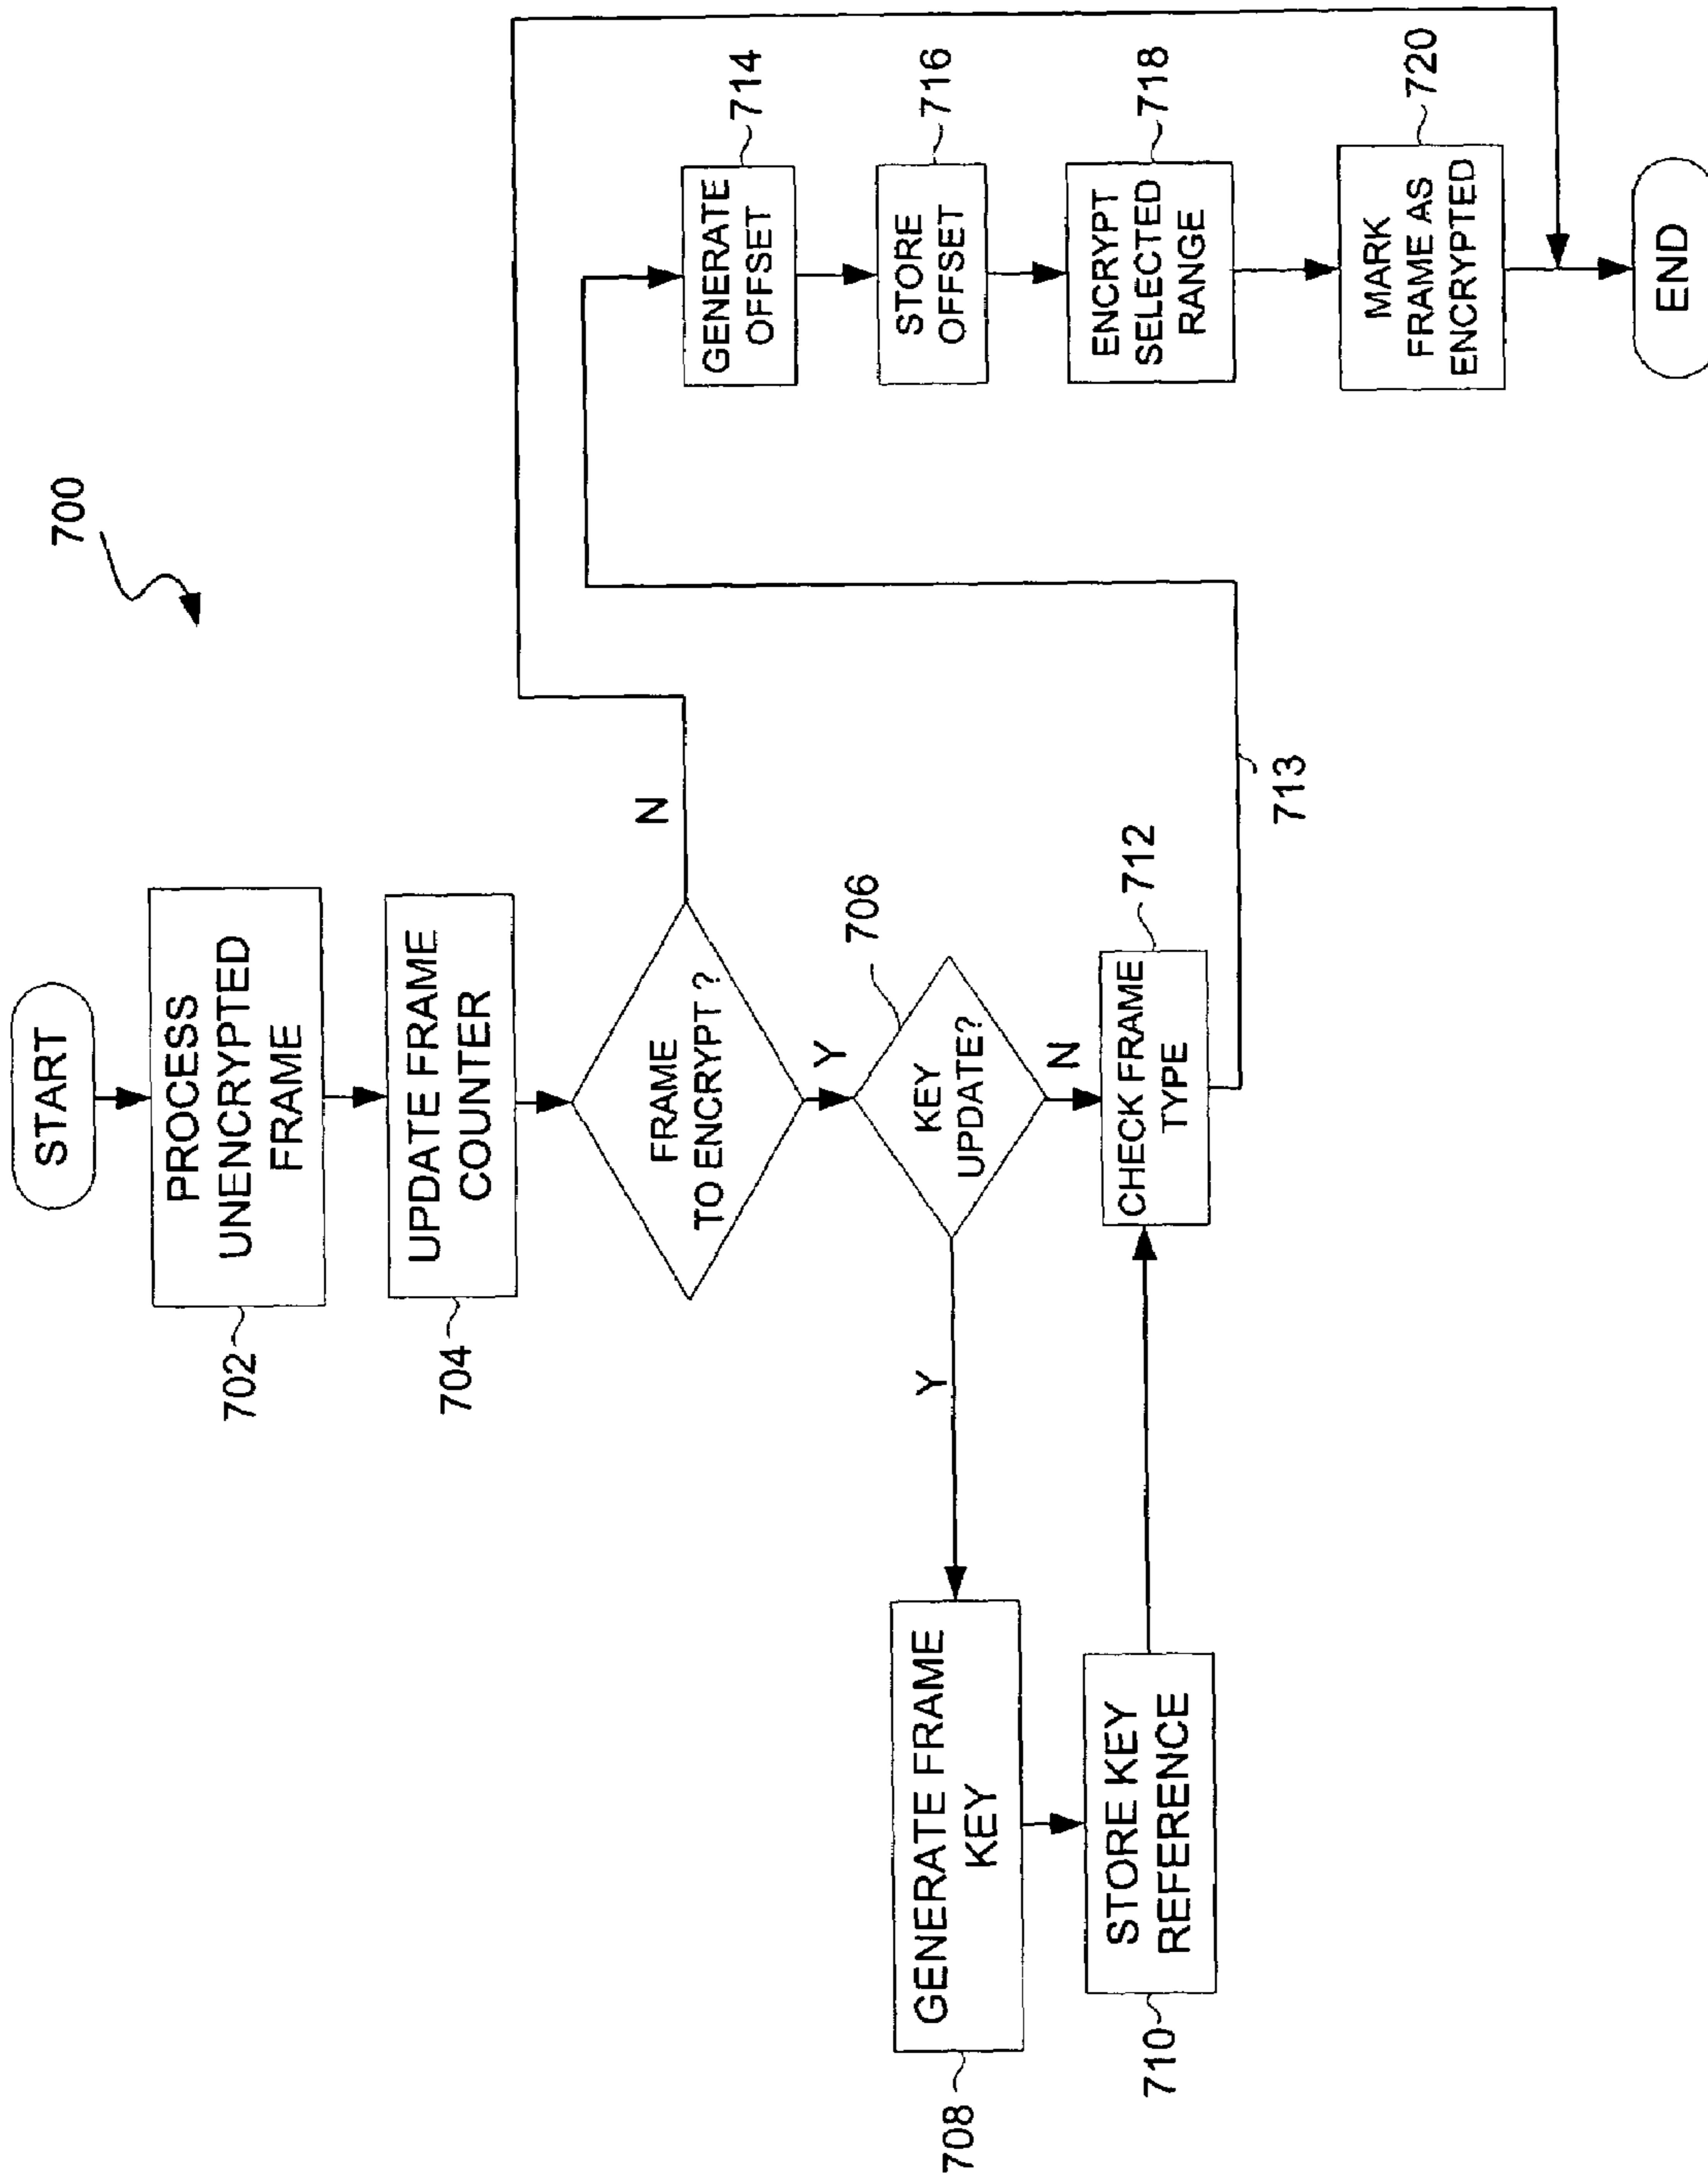 700
START
PROCESS
UNENCRYPTED
FRAME
702
UPDATE FRAME
COUNTER
704
FRAME
TO ENCRYPT?
N
Y
KEY
UPDATE?
706
Y
N
GENERATE FRAME
KEY
708
STORE KEY
REFERENCE
710
CHECK FRAME
TYPE
712
713
GENERATE
OFFSET
714
STORE
OFFSET
716
ENCRYPT
SELECTED
RANGE
718
MARK
FRAME AS
ENCRYPTED
720
END